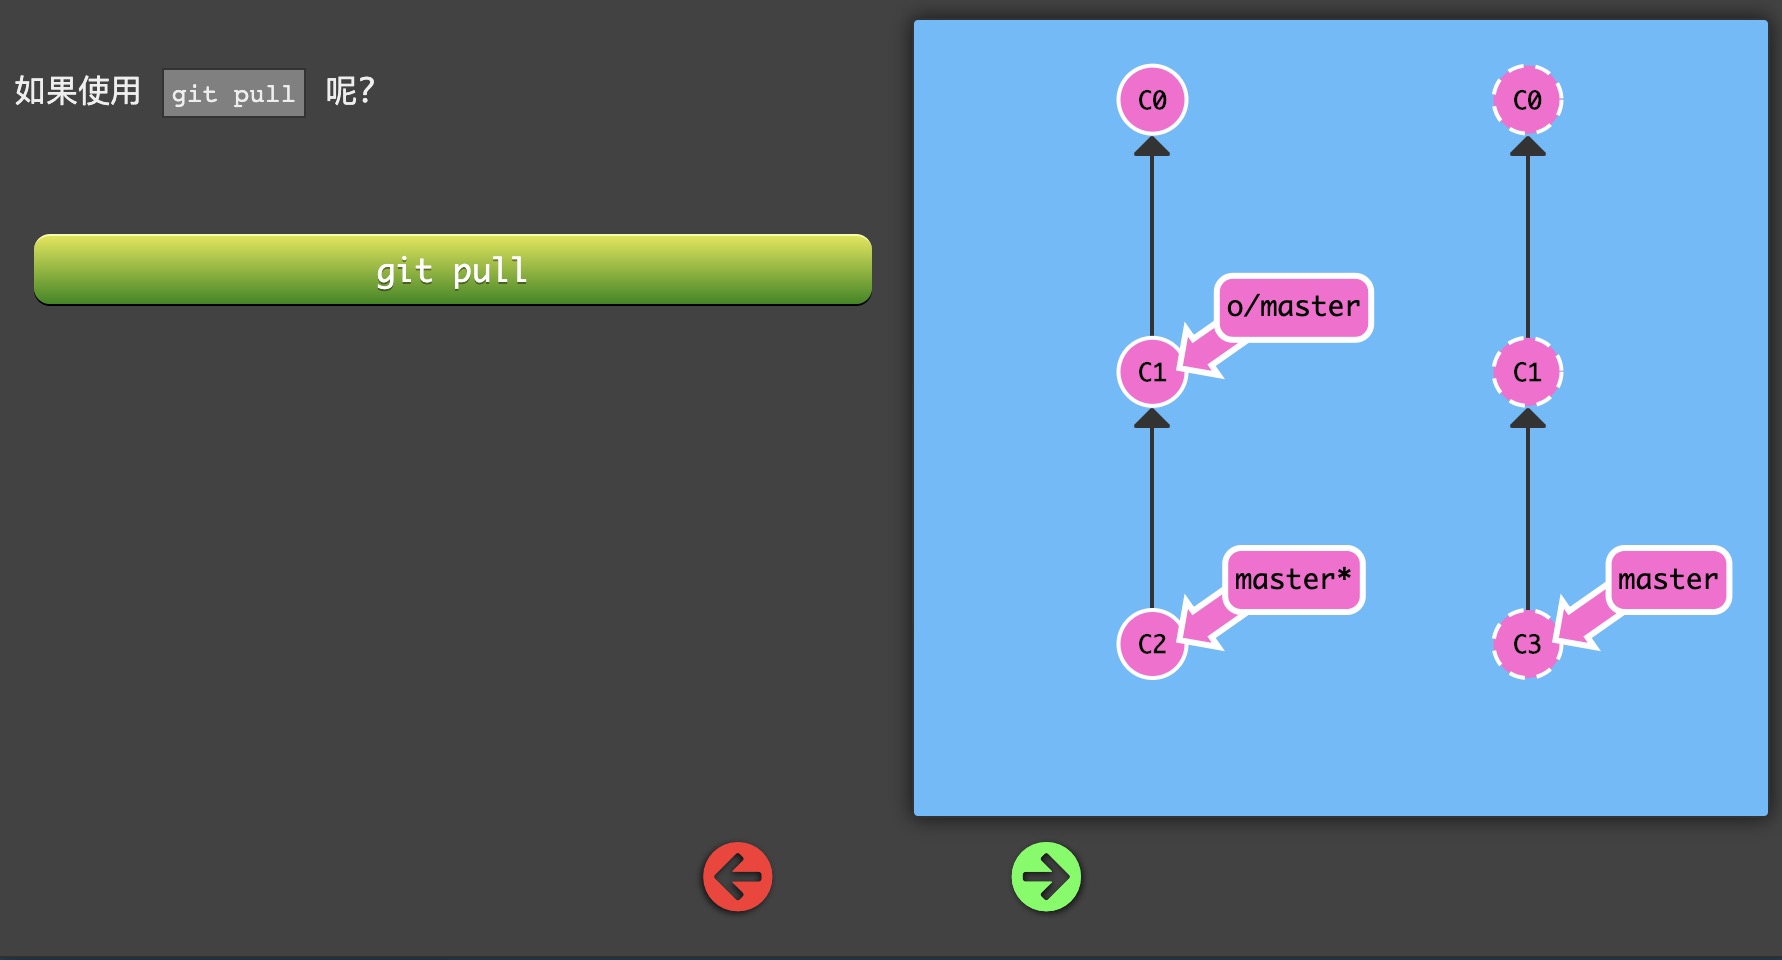 如果使用 git pull 呢？
git pull
C0
C0
o/master
C1
C1
master*
master
C2
C3